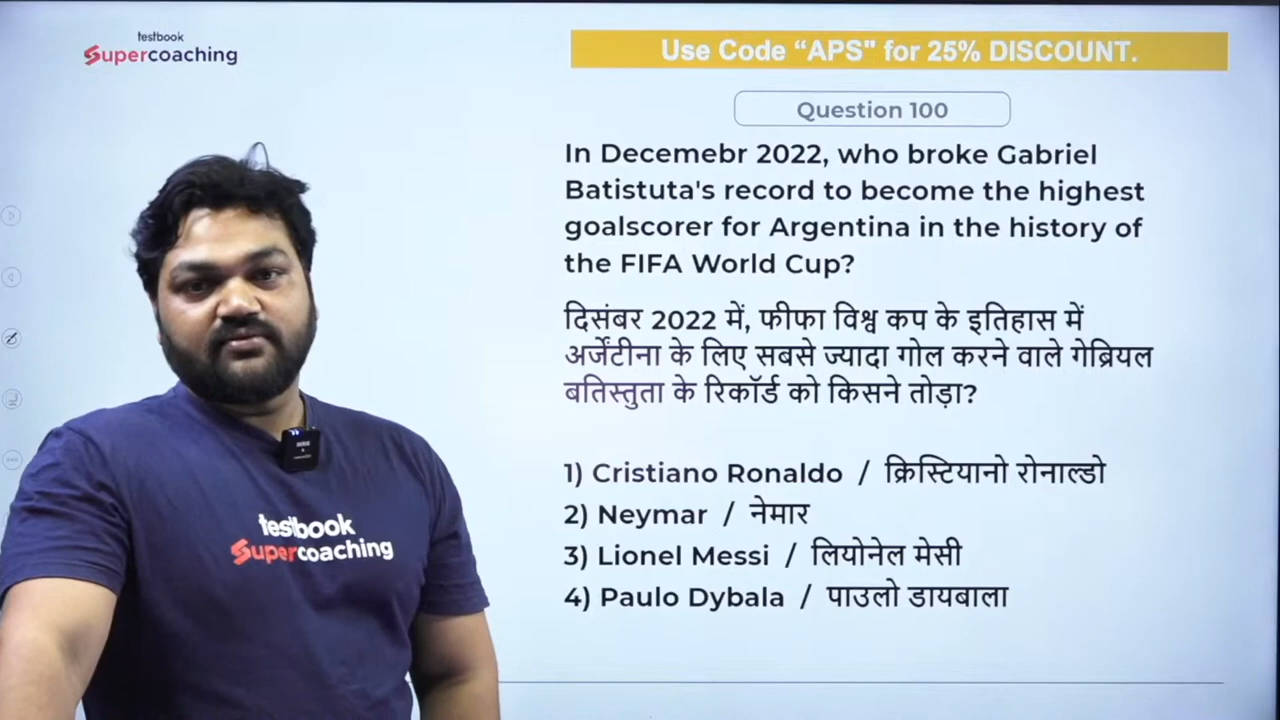 testbook
Supercoaching
Use Code “APS" for 25% DISCOUNT.
Question 100
In Decemebr 2022, who broke Gabriel
Batistuta's record to become the highest
goalscorer for Argentina in the history of
the FIFA World Cup?
दिसंबर 2022 में, फीफा विश्व कप के इतिहास में
अर्जेंटीना के लिए सबसे ज्यादा गोल करने वाले गेब्रियल
बतिस्तुता के रिकॉर्ड को किसने तोड़ा?
1) Cristiano Ronaldo / क्रिस्टियानो रोनाल्डो
2) Neymar / नेमार
3) Lionel Messi / लियोनेल मेसी
4) Paulo Dybala / पाउलो डायबाला
testbook
Supercoaching